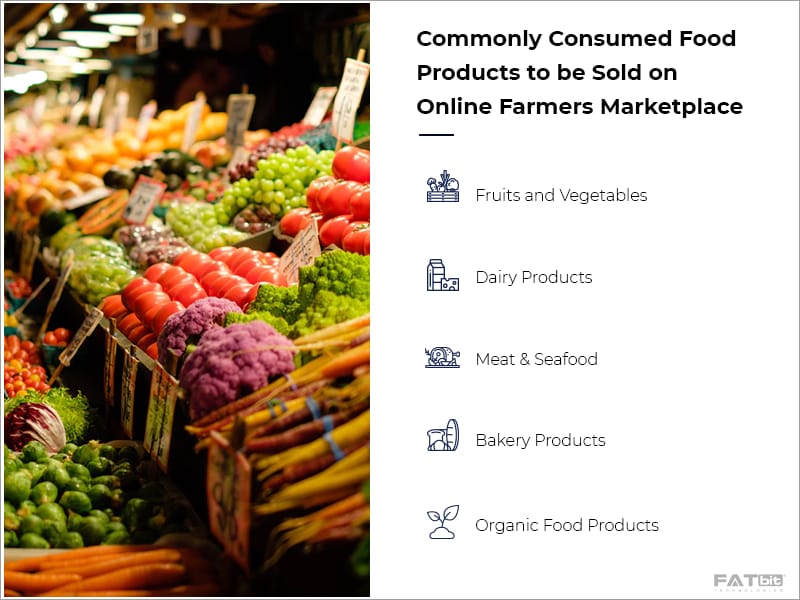 Commonly Consumed Food
Products to be Sold on
Online Farmers Marketplace
Fruits and Vegetables
Dairy Products
Meat & Seafood
Bakery Products
Organic Food Products
FATbit
TECHNOLOGIES